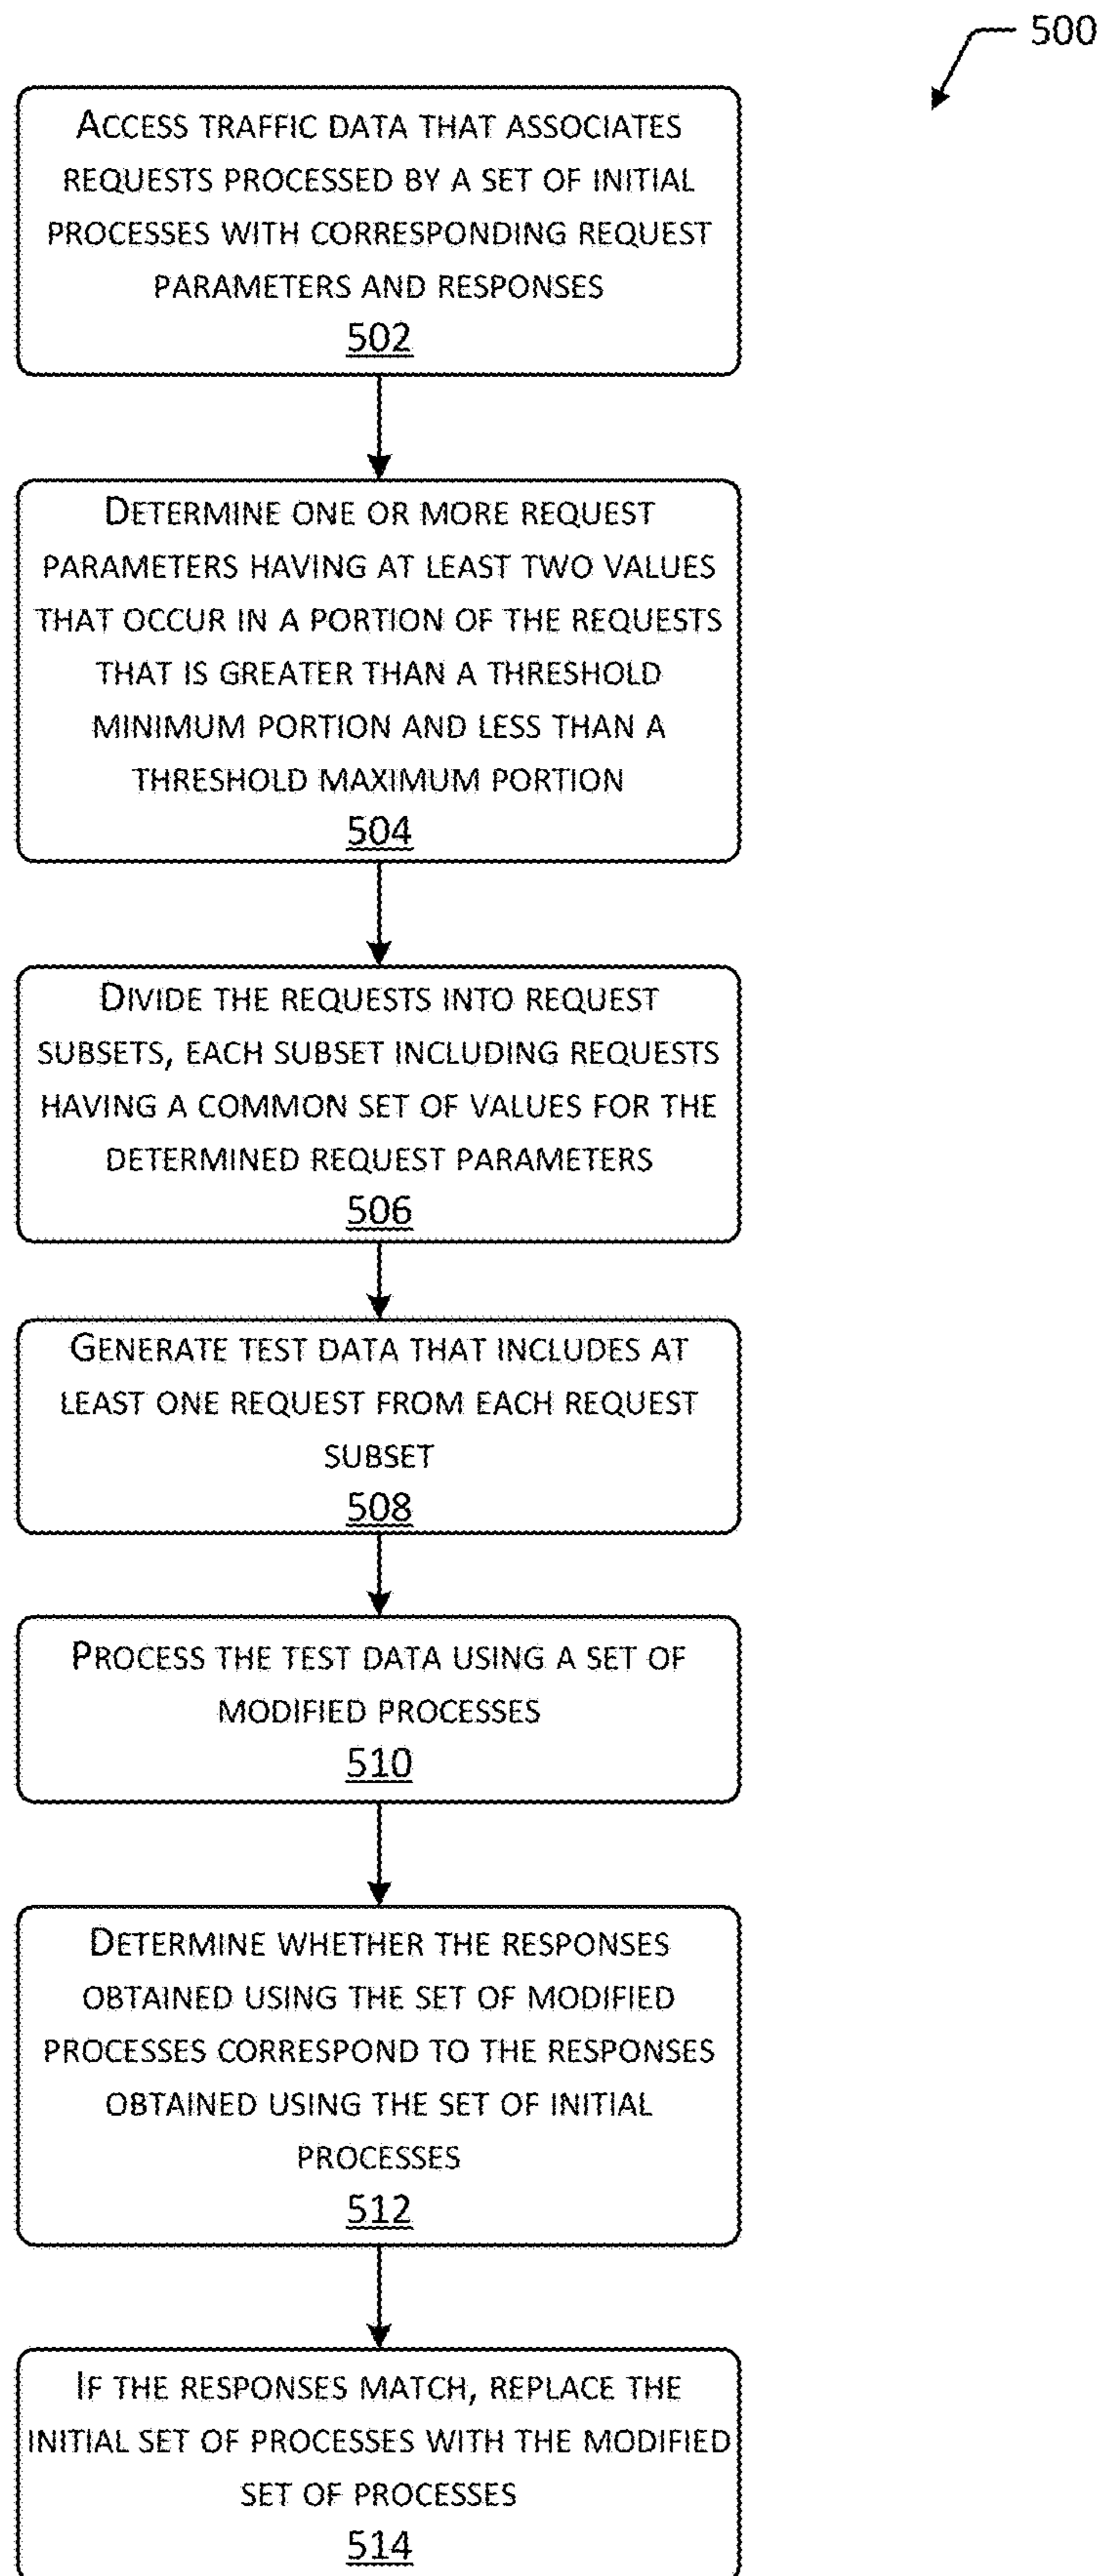 500
ACCESS TRAFFIC DATA THAT ASSOCIATES
REQUESTS PROCESSED BY A SET OF INITIAL
PROCESSES WITH CORRESPONDING REQUEST
PARAMETERS AND RESPONSES
502
DETERMINE ONE OR MORE REQUEST
PARAMETERS HAVING AT LEAST TWO VALUES
THAT OCCUR IN A PORTION OF THE REQUESTS
THAT IS GREATER THAN A THRESHOLD
MINIMUM PORTION AND LESS THAN A
THRESHOLD MAXIMUM PORTION
504
DIVIDE THE REQUESTS INTO REQUEST
SUBSETS, EACH SUBSET INCLUDING REQUESTS
HAVING A COMMON SET OF VALUES FOR THE
DETERMINED REQUEST PARAMETERS
506
GENERATE TEST DATA THAT INCLUDES AT
LEAST ONE REQUEST FROM EACH REQUEST
SUBSET
508
PROCESS THE TEST DATA USING A SET OF
MODIFIED PROCESSES
510
DETERMINE WHETHER THE RESPONSES
OBTAINED USING THE SET OF MODIFIED
PROCESSES CORRESPOND TO THE RESPONSES
OBTAINED USING THE SET OF INITIAL
PROCESSES
512
IF THE RESPONSES MATCH, REPLACE THE
INITIAL SET OF PROCESSES WITH THE MODIFIED
SET OF PROCESSES
514